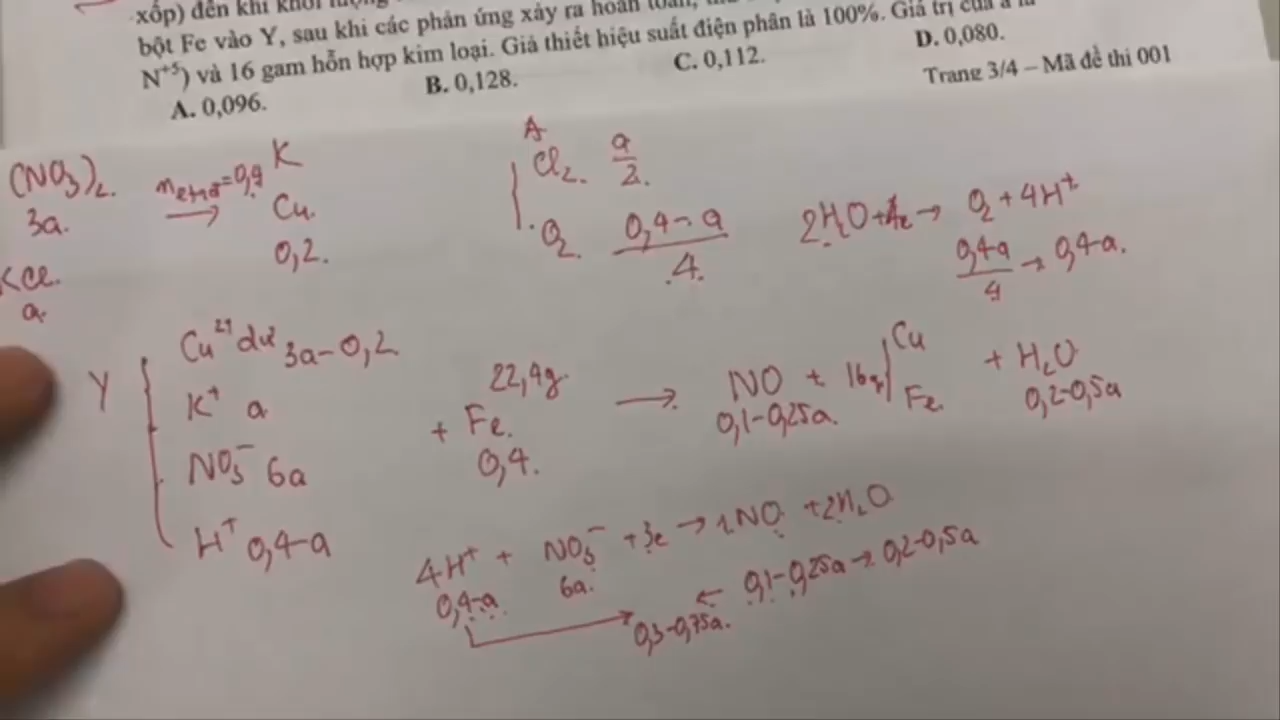 xốp) đến khi khối lượng
bột Fe vào Y, sau khi các phản ứng xảy ra hoàn toàn,
N⁺⁵) và 16 gam hỗn hợp kim loại. Giả thiết hiệu suất điện phân là 100%. Giá trị của a là
A. 0,096. B. 0,128. C. 0,112. D. 0,080.
Trang 3/4 – Mã đề thi 001
(NO₃)₂. K A
3a. → Cu. Cl₂. a/2.
0,2. O₂ (0,4-a)/4. 2H₂O → O₂ + 4H⁺
KCl. (0,4-a)/4 → 0,4-a.
a.
Y Cu²⁺ dư 3a-0,2
K⁺ a + Fe. 22,4g → NO + 16g Cu Fe. + H₂O
0,4. 0,1-0,25a. 0,2-0,5a
NO₃⁻ 6a
H⁺ 0,4-a
4H⁺ + NO₃⁻ + 3e → NO + 2H₂O
0,4-a. 6a. 0,3-0,75a. ← 0,1-0,25a → 0,2-0,5a